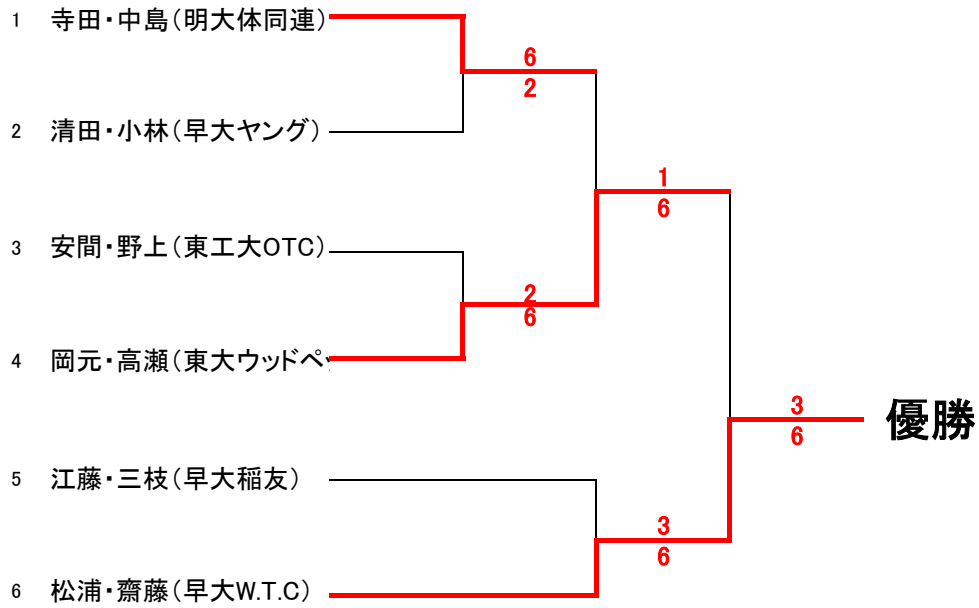 1 寺田・中島(明大体同連)
6
2
2 清田・小林(早大ヤング)
1
6
3 安間・野上(東工大OTC)
2
6
4 岡元・高瀬(東大ウッドペッ
3
6
優勝
5 江藤・三枝(早大稲友)
3
6
6 松浦・齋藤(早大W.T.C)